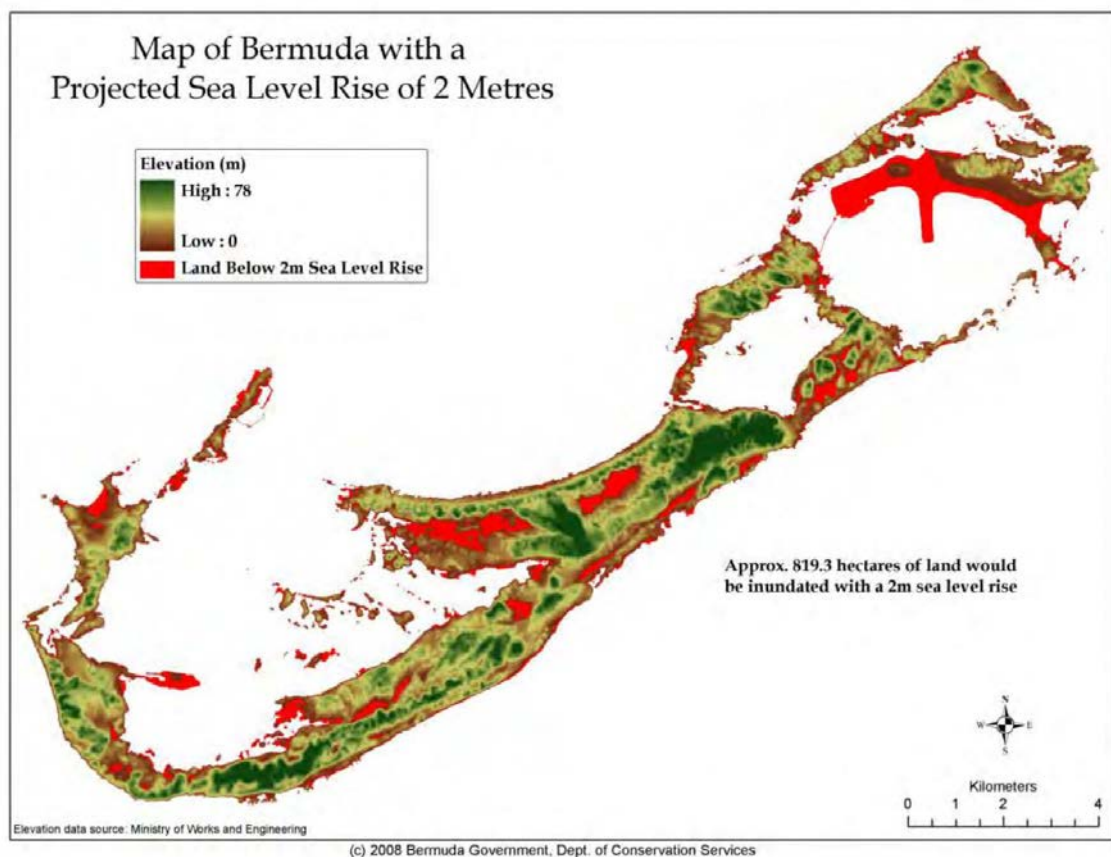 Map of Bermuda with a
Projected Sea Level Rise of 2 Metres
Elevation (m)
High : 78
Low : 0
Land Below 2m Sea Level Rise
Approx. 819.3 hectares of land would
be inundated with a 2m sea level rise
N
W E
S
Kilometers
0 1 2 4
Elevation data source: Ministry of Works and Engineering
(c) 2008 Bermuda Government, Dept. of Conservation Services